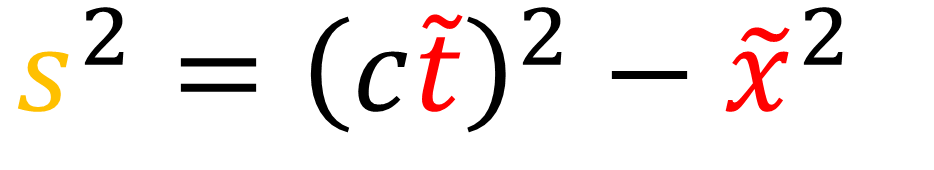 s² = (ct̃)² − x̃²